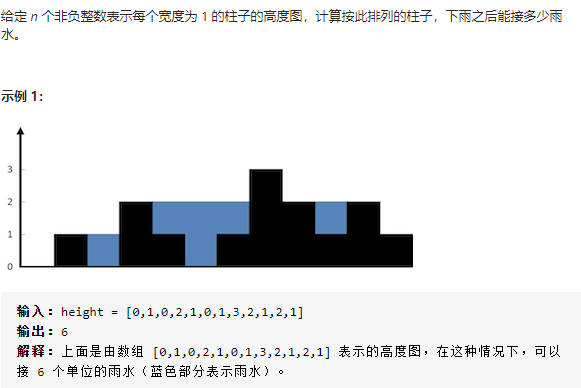 给定 n 个非负整数表示每个宽度为 1 的柱子的高度图，计算按此排列的柱子，下雨之后能接多少雨
水。
示例 1：
3
2
1
0
输入：height = [0,1,0,2,1,0,1,3,2,1,2,1]
输出：6
解释：上面是由数组 [0,1,0,2,1,0,1,3,2,1,2,1] 表示的高度图，在这种情况下，可以
接 6 个单位的雨水（蓝色部分表示雨水）。